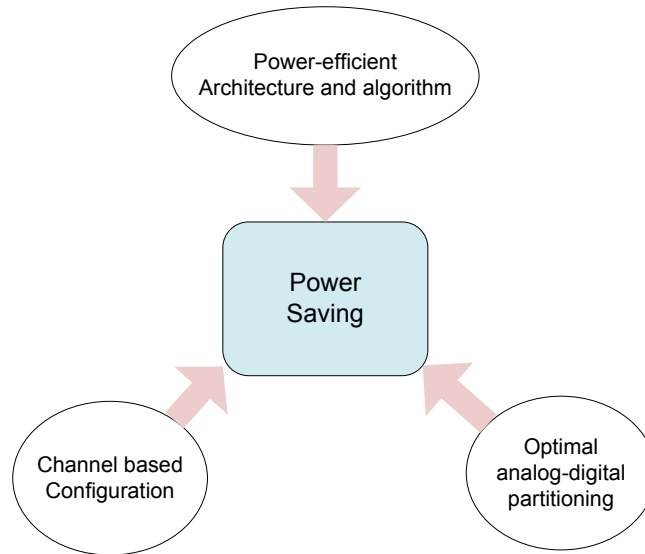 Power-efficient
Architecture and algorithm
Power
Saving
Channel based
Configuration
Optimal
analog-digital
partitioning